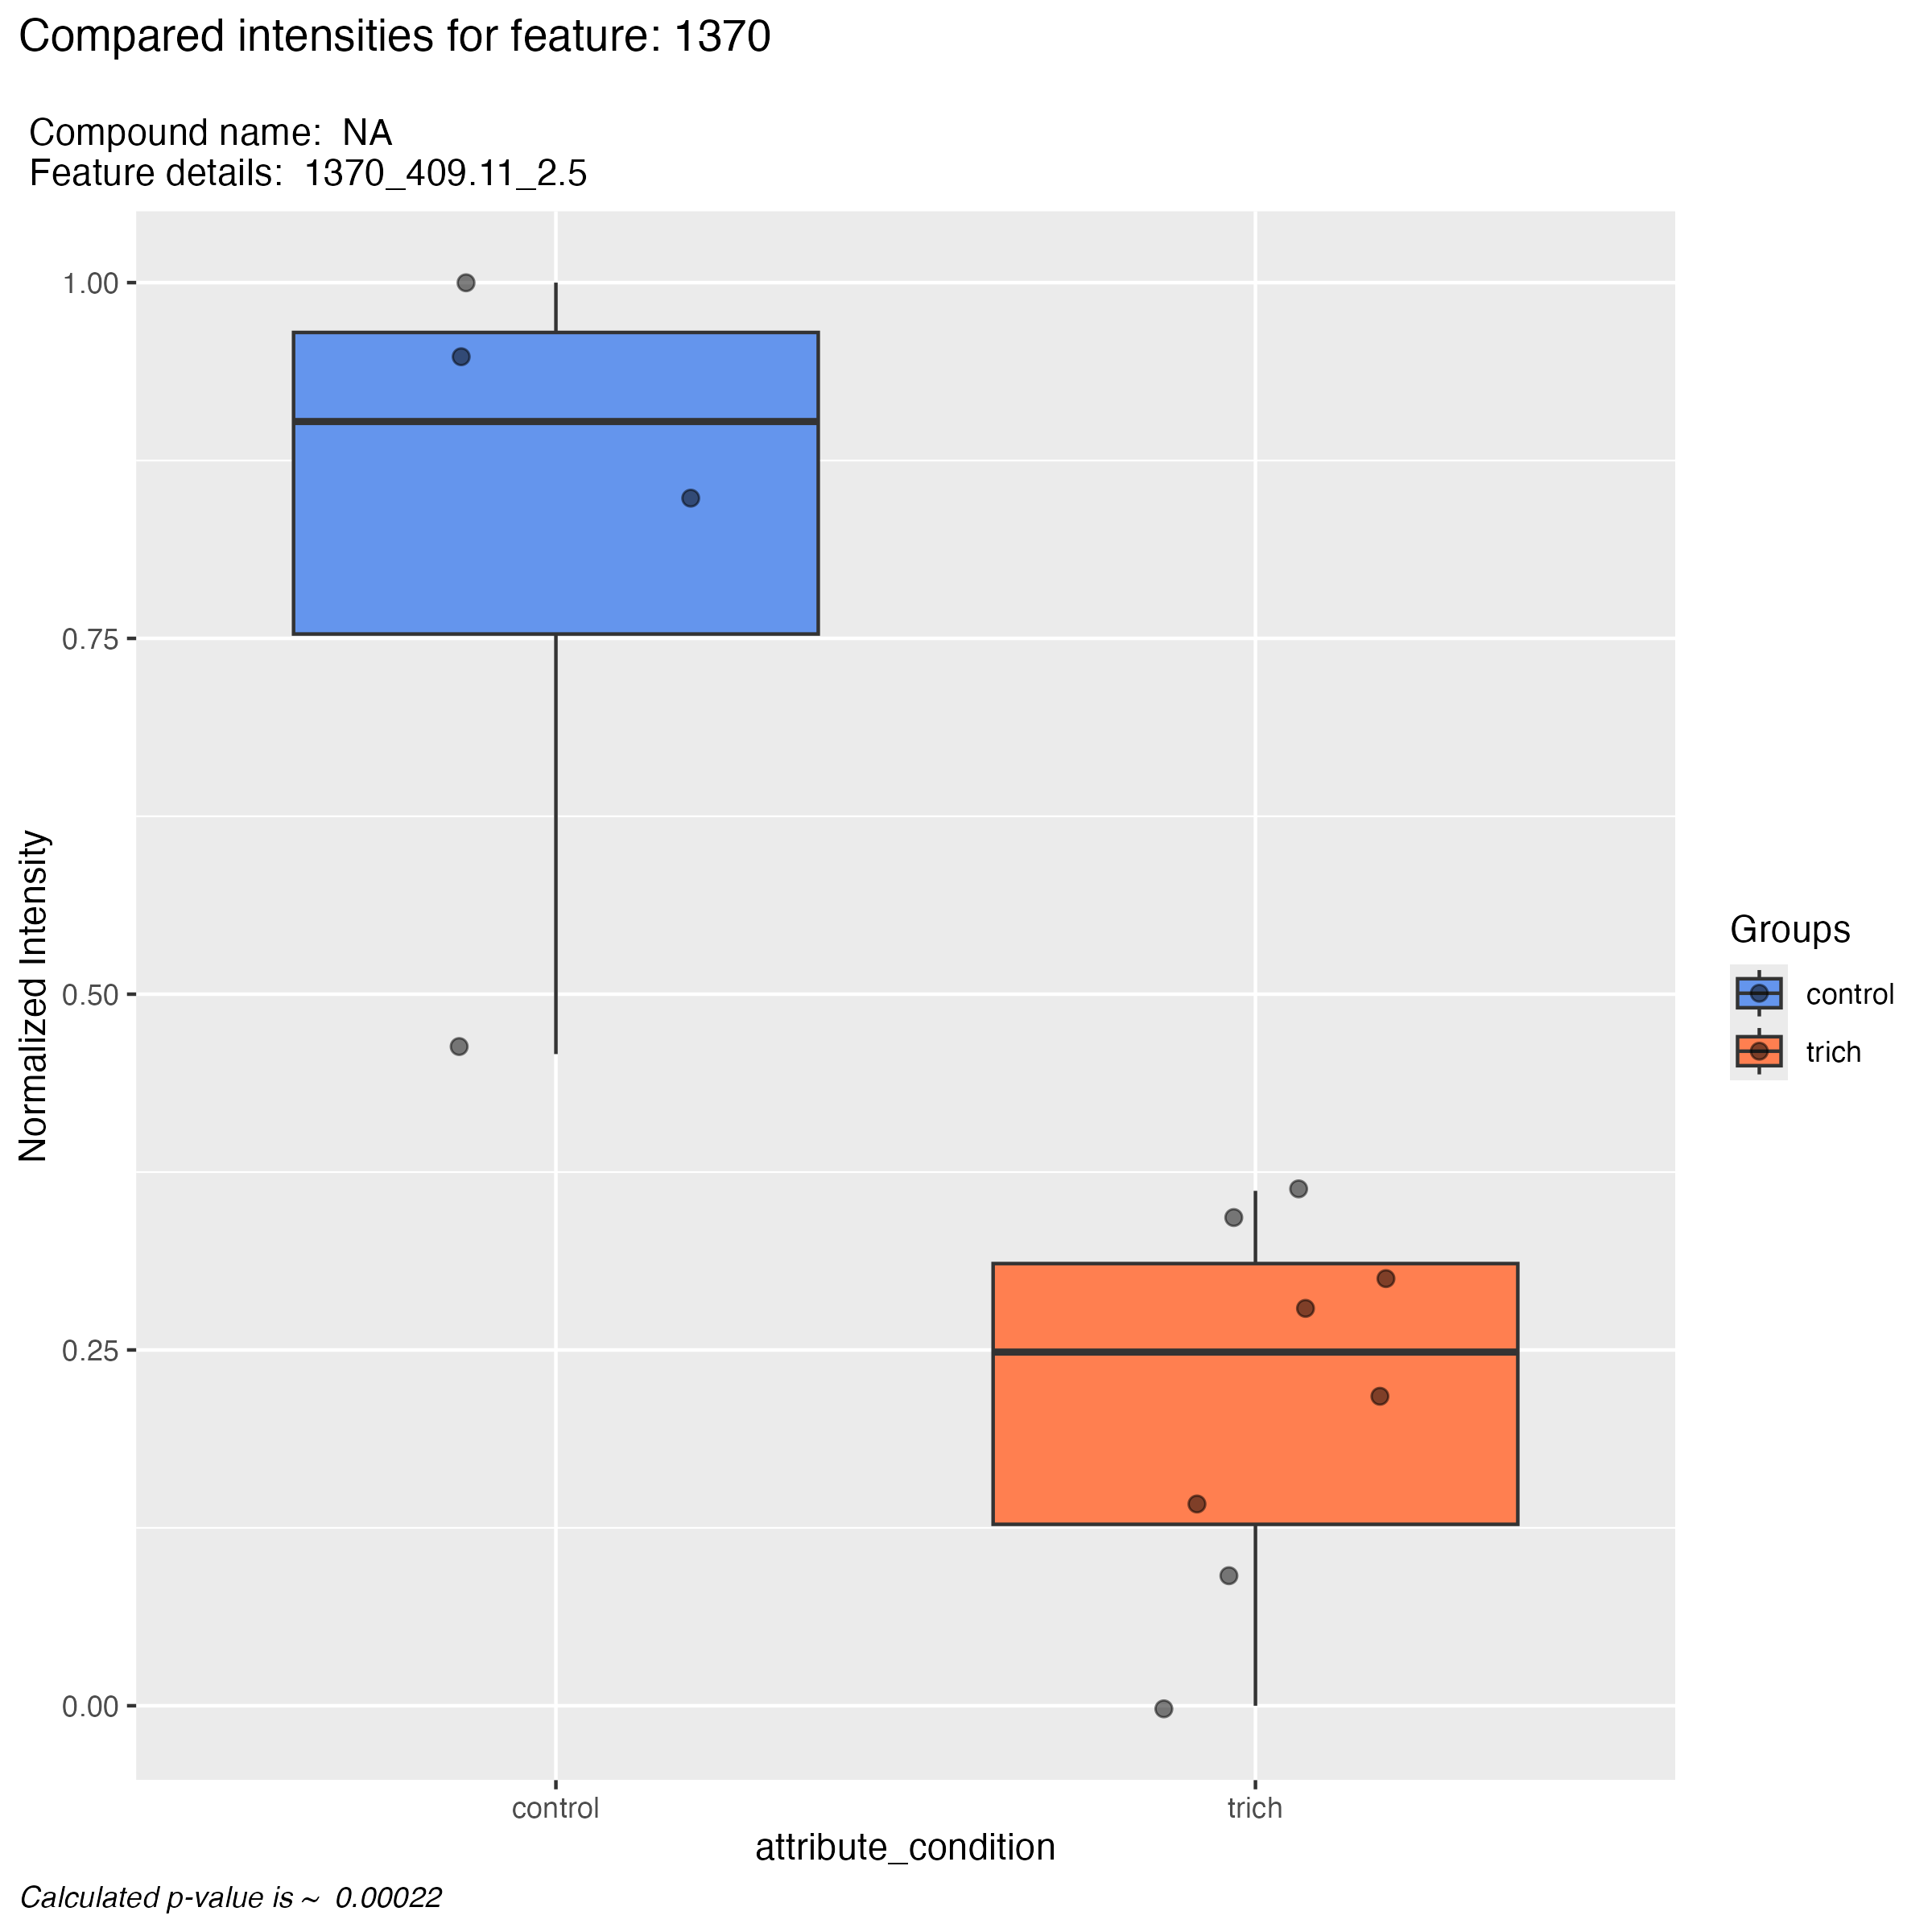 Compared intensities for feature: 1370
Compound name:  NA
Feature details:  1370_409.11_2.5
1.00
0.75
0.50
0.25
0.00
Normalized Intensity
control
trich
attribute_condition
Groups
control
trich
Calculated p-value is ~  0.00022